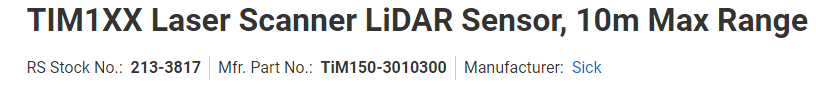 TIM1XX Laser Scanner LiDAR Sensor, 10m Max Range
RS Stock No.: 213-3817 Mfr. Part No.: TiM150-3010300 Manufacturer: Sick